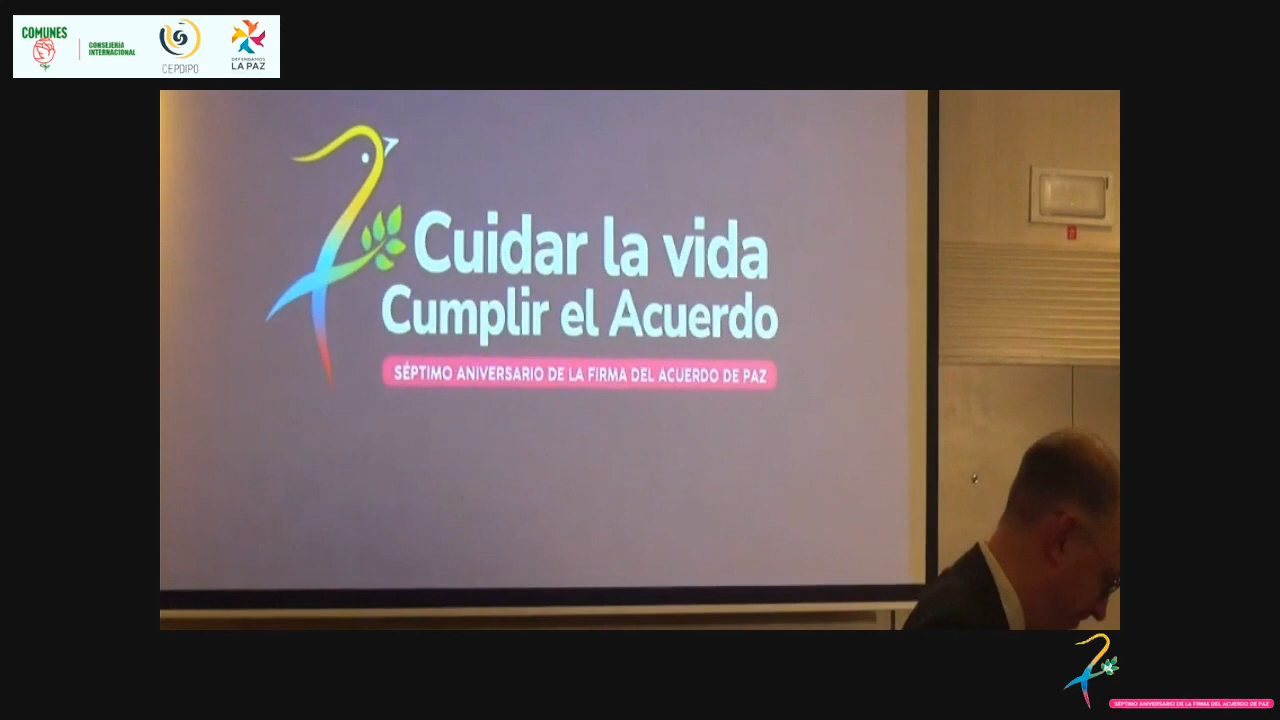 COMUNES
CONSEJERÍA
INTERNACIONAL
CEPDIPO
DEFENDAMOS
LA PAZ
Cuidar la vida
Cumplir el Acuerdo
SÉPTIMO ANIVERSARIO DE LA FIRMA DEL ACUERDO DE PAZ
SÉPTIMO ANIVERSARIO DE LA FIRMA DEL ACUERDO DE PAZ